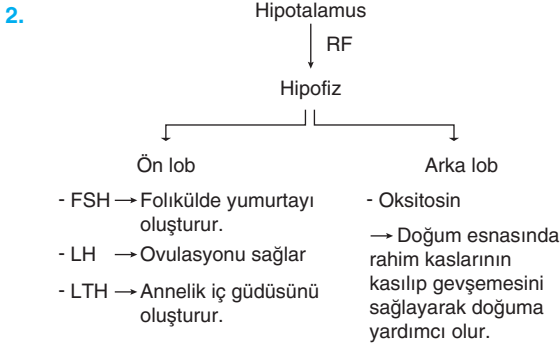 2.
Hipotalamus
RF
Hipofiz
Ön lob
- FSH → Folıkülde yumurtayı
oluşturur.
- LH → Ovulasyonu sağlar
- LTH → Annelik iç güdüsünü
oluşturur.
Arka lob
- Oksitosin
→ Doğum esnasında
rahim kaslarının
kasılıp gevşemesini
sağlayarak doğuma
yardımcı olur.